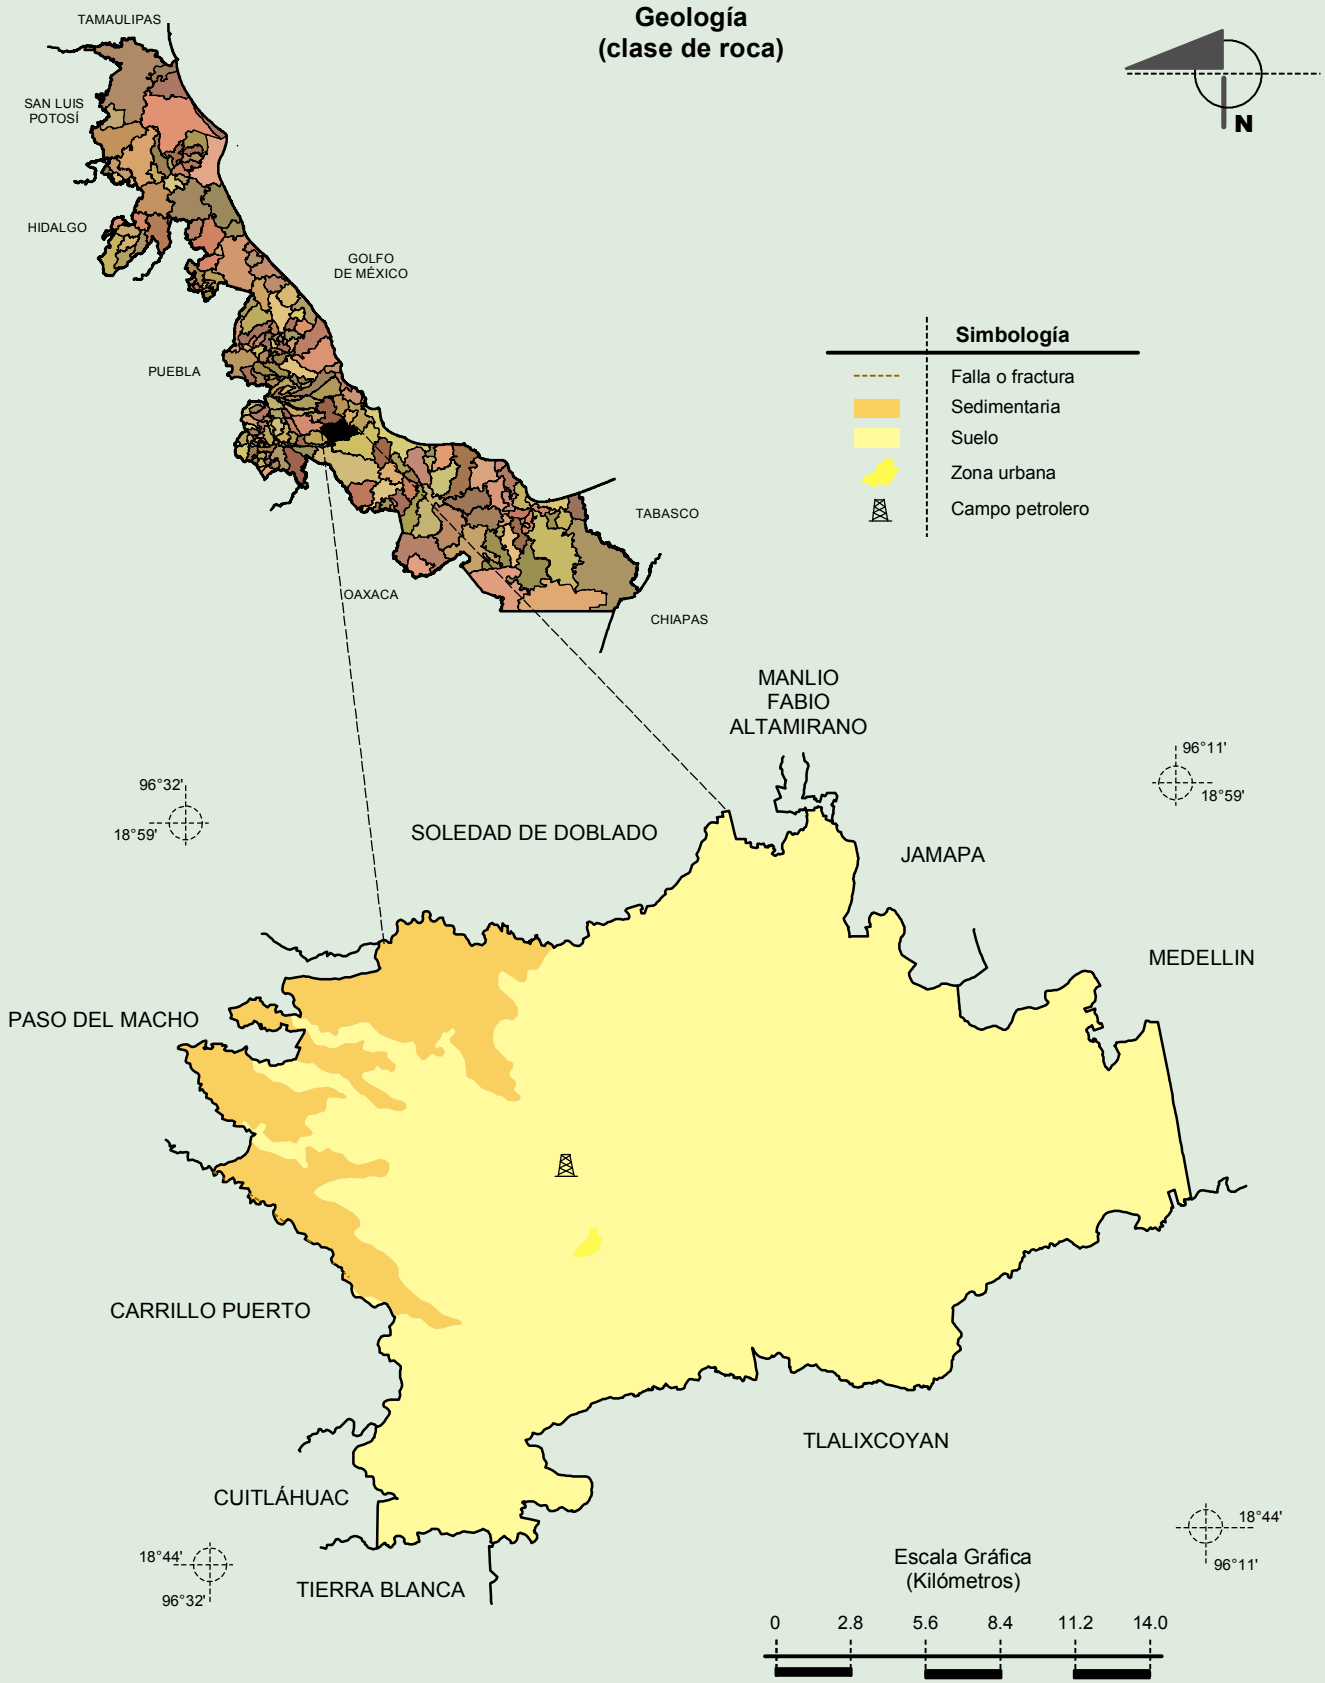 Geología
(clase de roca)
TAMAULIPAS
SAN LUIS
POTOSÍ
HIDALGO
GOLFO
DE MÉXICO
PUEBLA
OAXACA
TABASCO
CHIAPAS
N
Simbología
Falla o fractura
Sedimentaria
Suelo
Zona urbana
Campo petrolero
MANLIO
FABIO
ALTAMIRANO
96°32'
18°59'
96°11'
18°59'
SOLEDAD DE DOBLADO
JAMAPA
MEDELLIN
PASO DEL MACHO
CARRILLO PUERTO
TLALIXCOYAN
CUITLÁHUAC
TIERRA BLANCA
18°44'
96°32'
18°44'
96°11'
Escala Gráfica
(Kilómetros)
0 2.8 5.6 8.4 11.2 14.0